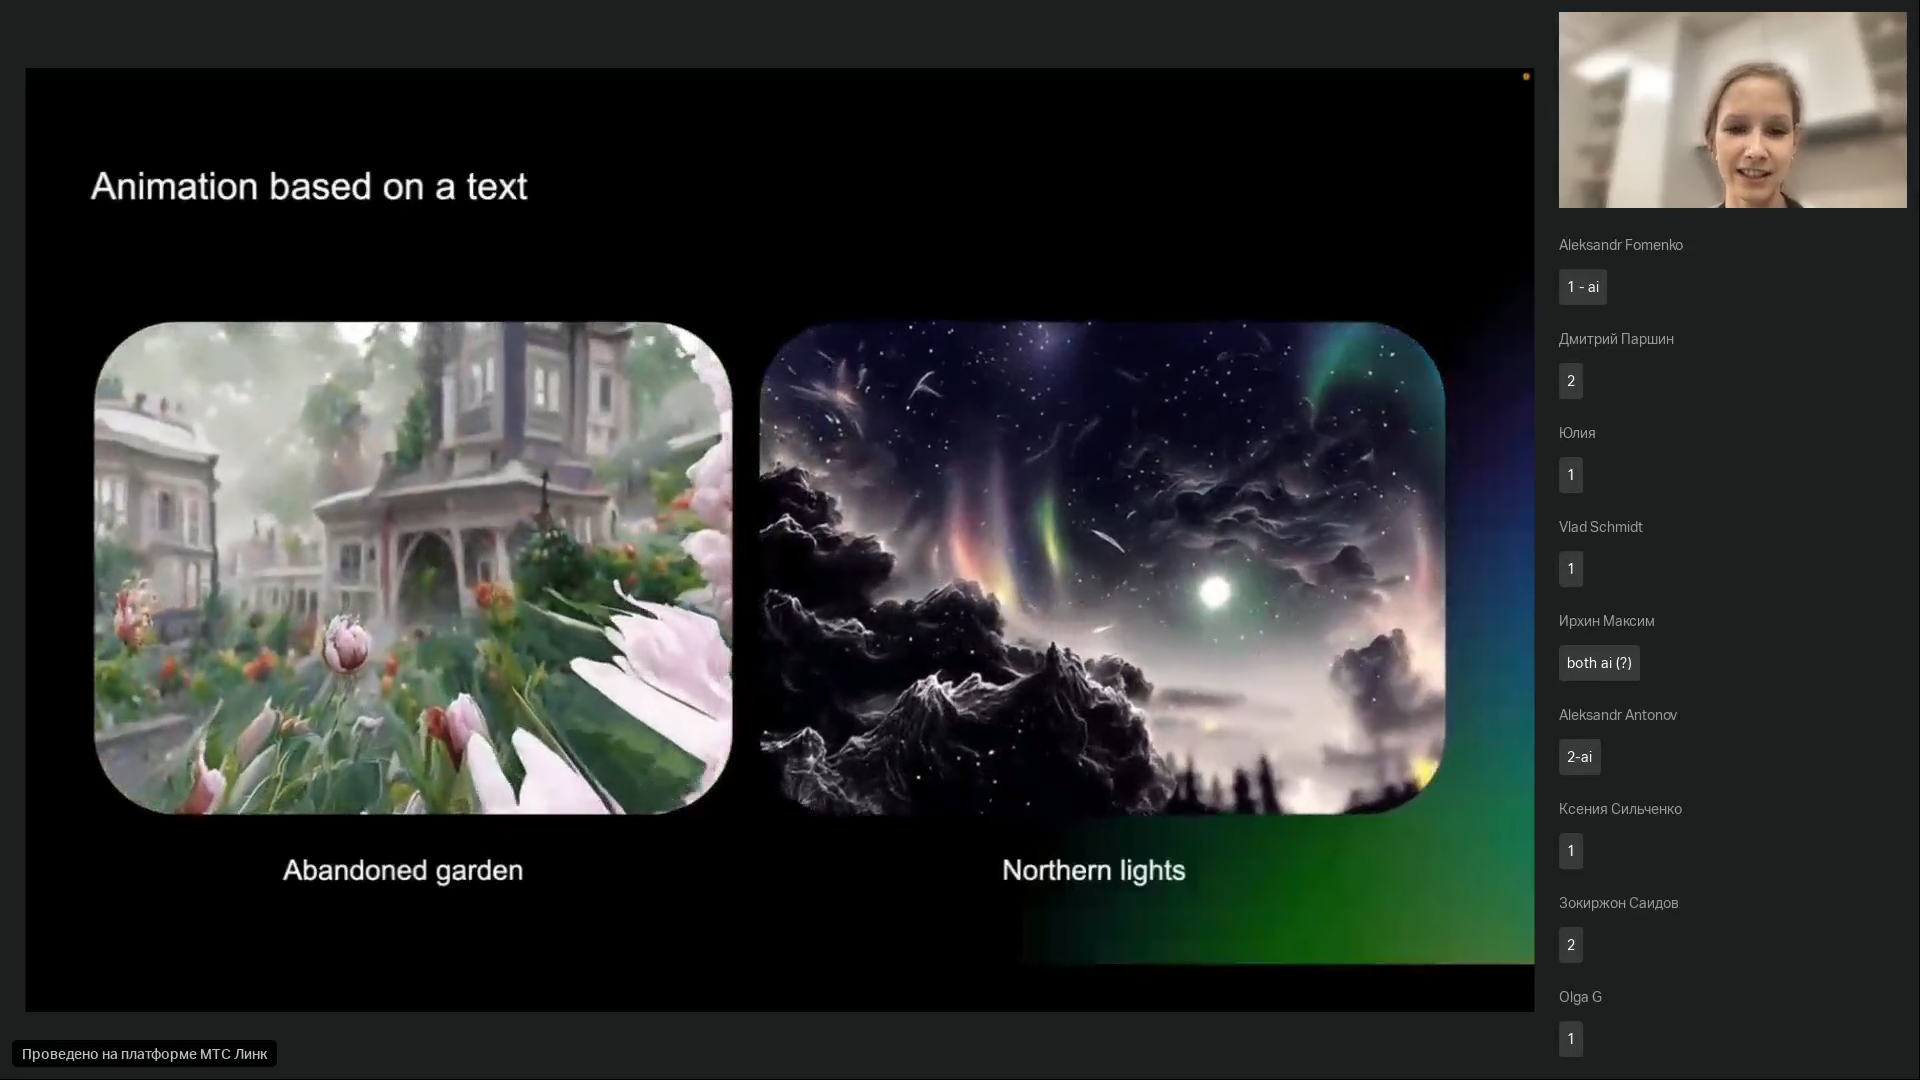 Animation based on a text
Abandoned garden
Northern lights
Aleksandr Fomenko
1 - ai
Дмитрий Паршин
2
Юлия
1
Vlad Schmidt
1
Ирхин Максим
both ai (?)
Aleksandr Antonov
2-ai
Ксения Сильченко
1
Зокиржон Саидов
2
Olga G
1
Проведено на платформе МТС Линк